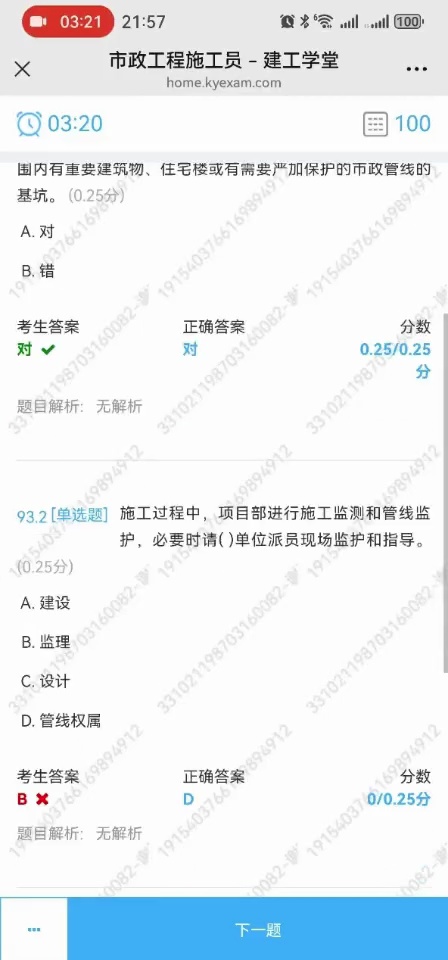 03:21 21:57 6 100
市政工程施工员 – 建工学堂
home.kyexam.com
03:20 100
围内有重要建筑物、住宅楼或有需要严加保护的市政管线的
基坑。 (0.25分)
A. 对
B. 错
考生答案 正确答案 分数
对 对 0.25/0.25
分
题目解析： 无解析
93.2 [单选题] 施工过程中，项目部进行施工监测和管线监
护，必要时请( )单位派员现场监护和指导。
(0.25分)
A. 建设
B. 监理
C. 设计
D. 管线权属
考生答案 正确答案 分数
B D 0/0.25分
题目解析： 无解析
下一题
331021198703160082-
1915403766169894912